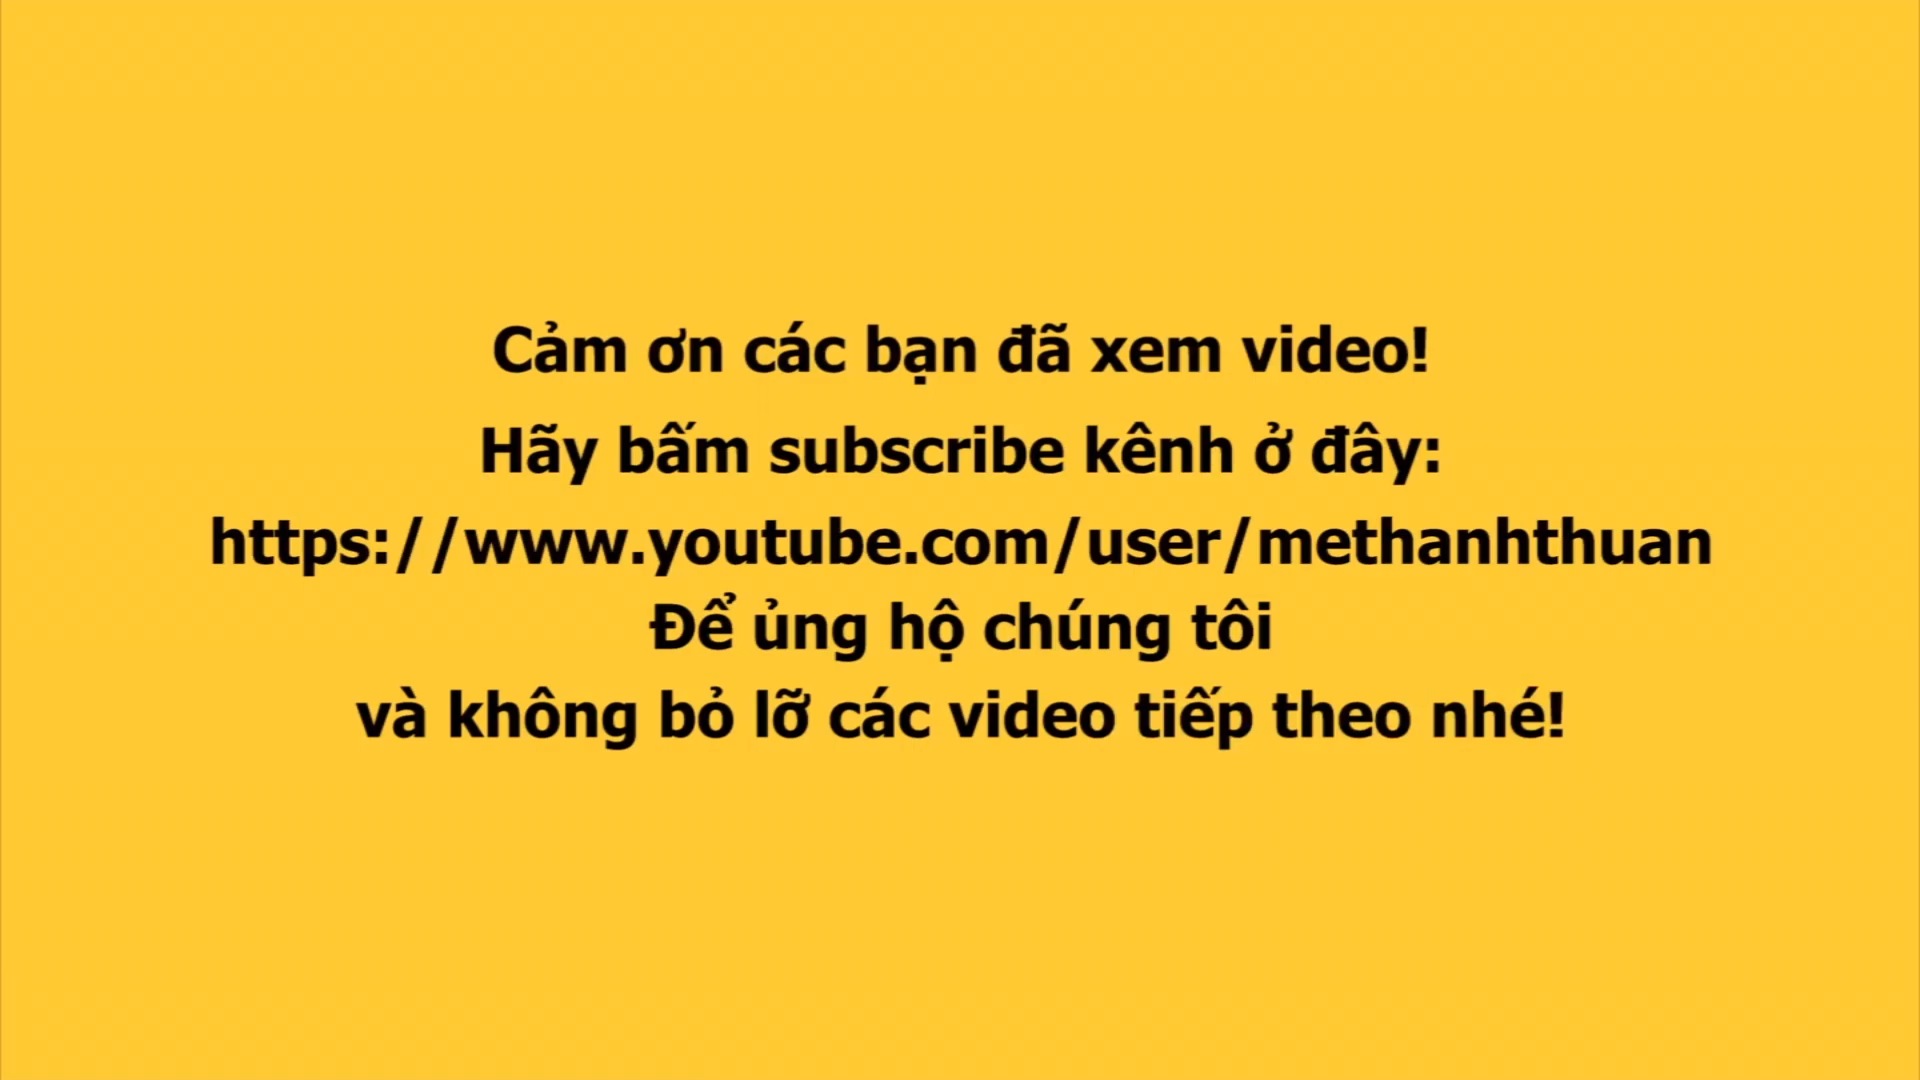 Cảm ơn các bạn đã xem video!
Hãy bấm subscribe kênh ở đây:
https://www.youtube.com/user/methanhthuan
Để ủng hộ chúng tôi
và không bỏ lỡ các video tiếp theo nhé!